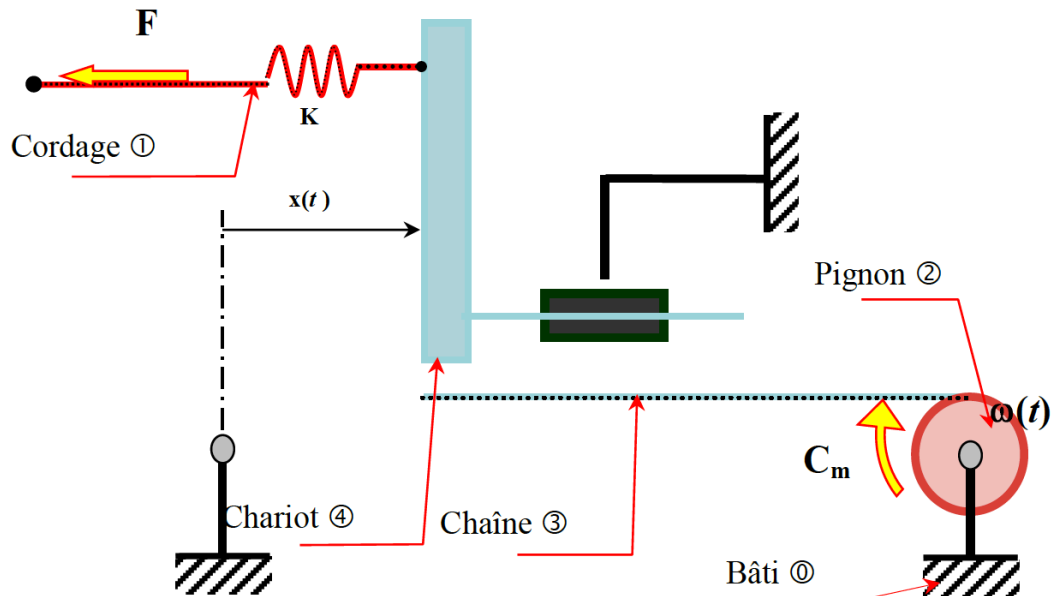 F
K
Cordage ①
x(t)
Pignon ②
ω(t)
Cm
Chariot ④
Chaîne ③
Bâti ⓪